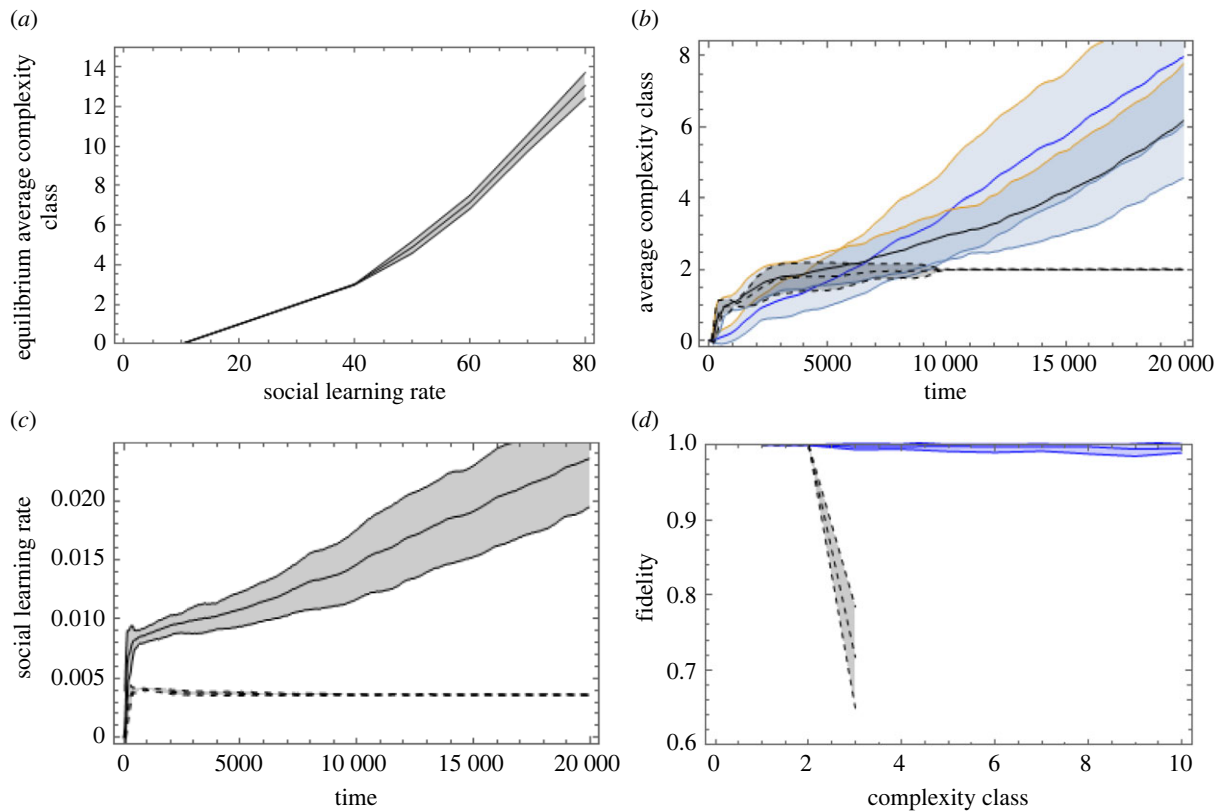 (a)
equilibrium average complexity
class
14
12
10
8
6
4
2
0
0 20 40 60 80
social learning rate
(b)
average complexity class
8
6
4
2
0
0 5000 10 000 15 000 20 000
time
(c)
social learning rate
0.020
0.015
0.010
0.005
0
0 5000 10 000 15 000 20 000
time
(d)
fidelity
1.0
0.9
0.8
0.7
0.6
0 2 4 6 8 10
complexity class